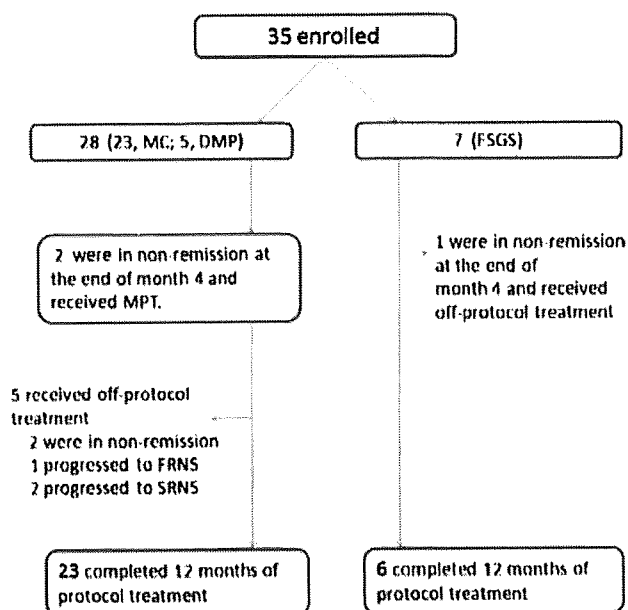 35 enrolled
28 (23, MC; 5, DMP)
7 (FSGS)
2 were in non-remission at
the end of month 4 and
received MPT.
1 were in non-remission
at the end of
month 4 and received
off-protocol treatment
5 received off-protocol
treatment
2 were in non-remission
1 progressed to FRNS
2 progressed to SRNS
23 completed 12 months of
protocol treatment
6 completed 12 months of
protocol treatment